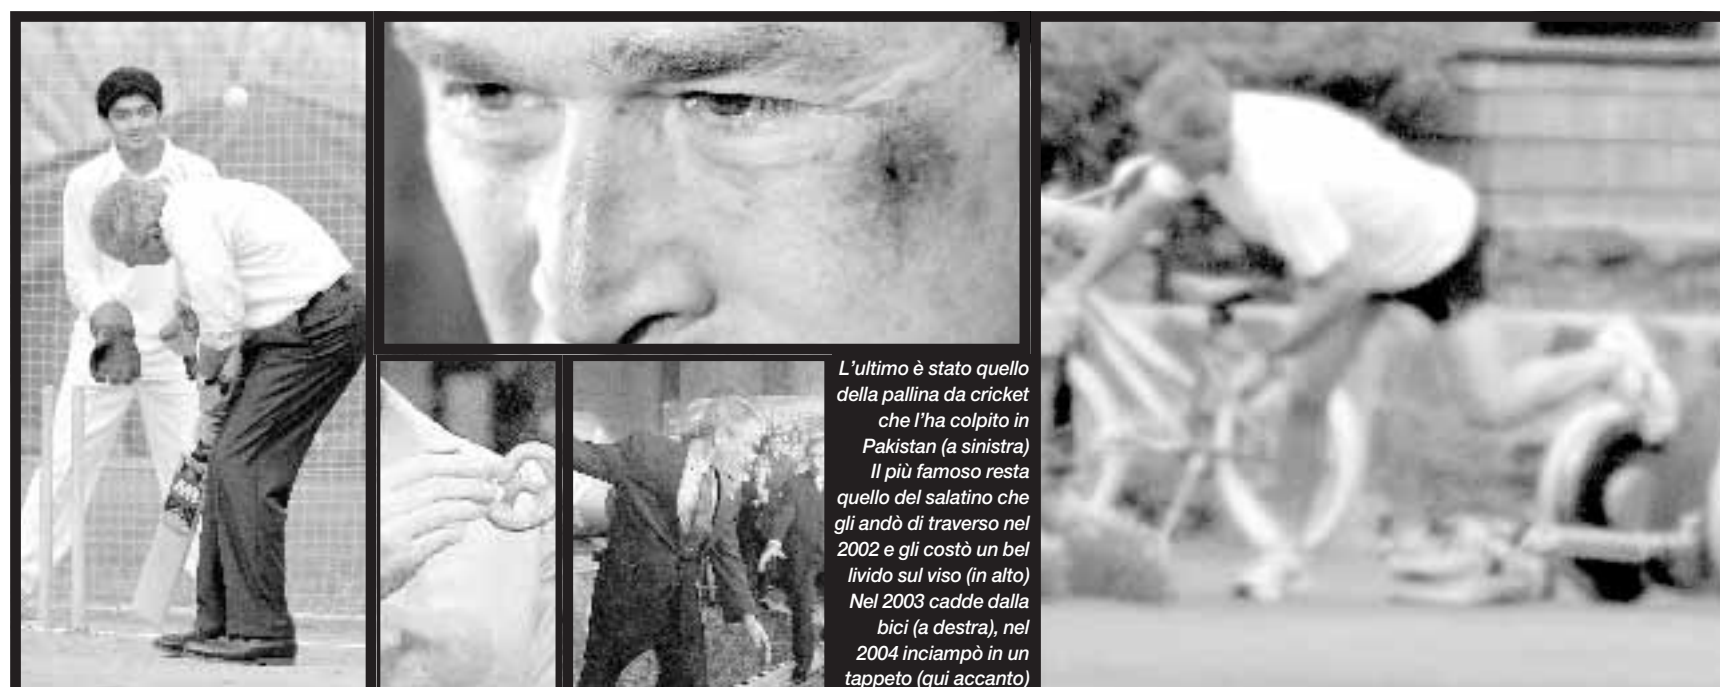 L'ultimo è stato quello
della pallina da cricket
che l'ha colpito in
Pakistan (a sinistra)
Il più famoso resta
quello del salatino che
gli andò di traverso nel
2002 e gli costò un bel
livido sul viso (in alto)
Nel 2003 cadde dalla
bici (a destra), nel
2004 inciampò in un
tappeto (qui accanto)